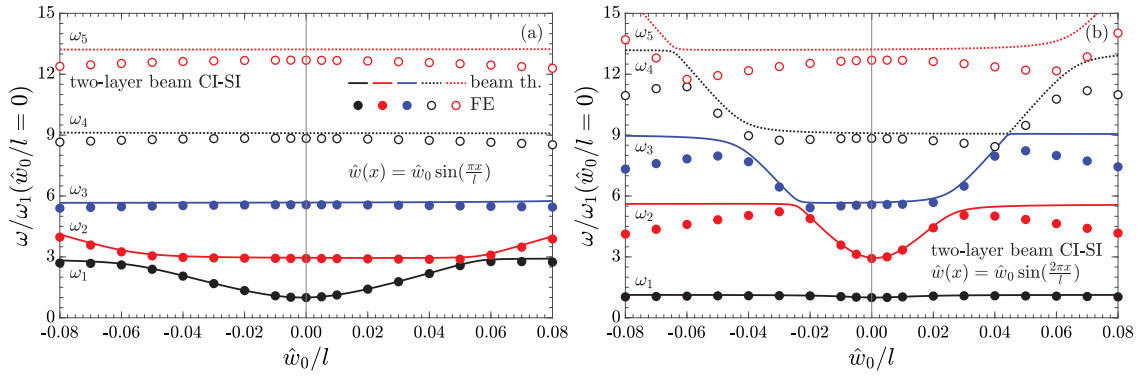 15
12
9
6
3
0
ω/ω₁(ŵ₀/l = 0)
ω₅
(a)
two-layer beam CI-SI
beam th.
FE
ω₄
ŵ(x) = ŵ₀ sin(πx/l)
ω₃
ω₂
ω₁
-0.08 -0.06 -0.04 -0.02 0.00 0.02 0.04 0.06 0.08
ŵ₀/l
15
12
9
6
3
0
ω/ω₁(ŵ₀/l = 0)
ω₅
(b)
ω₄
ω₃
ω₂
two-layer beam CI-SI
ŵ(x) = ŵ₀ sin(2πx/l)
ω₁
-0.08 -0.06 -0.04 -0.02 0.00 0.02 0.04 0.06 0.08
ŵ₀/l